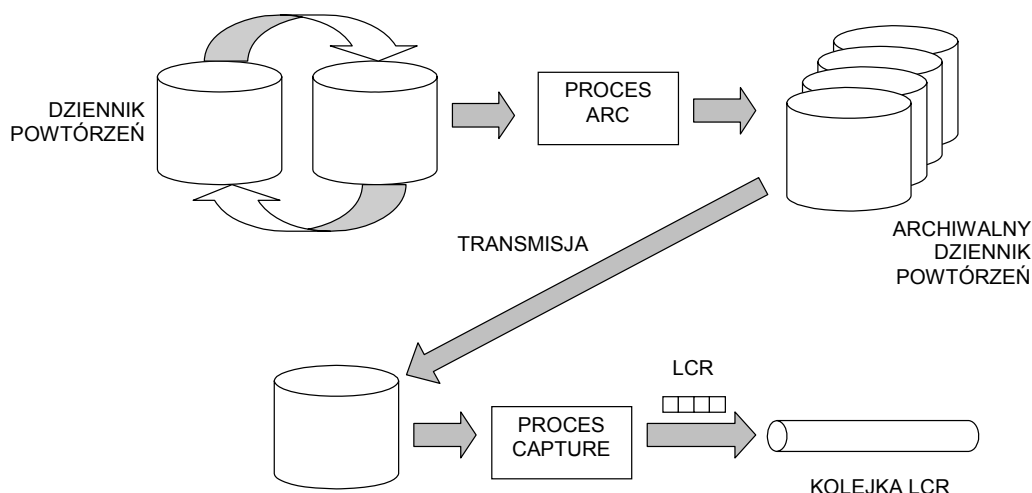 DZIENNIK
POWTÓRZEŃ
PROCES
ARC
ARCHIWALNY
DZIENNIK
POWTÓRZEŃ
TRANSMISJA
LCR
PROCES
CAPTURE
KOLEJKA LCR